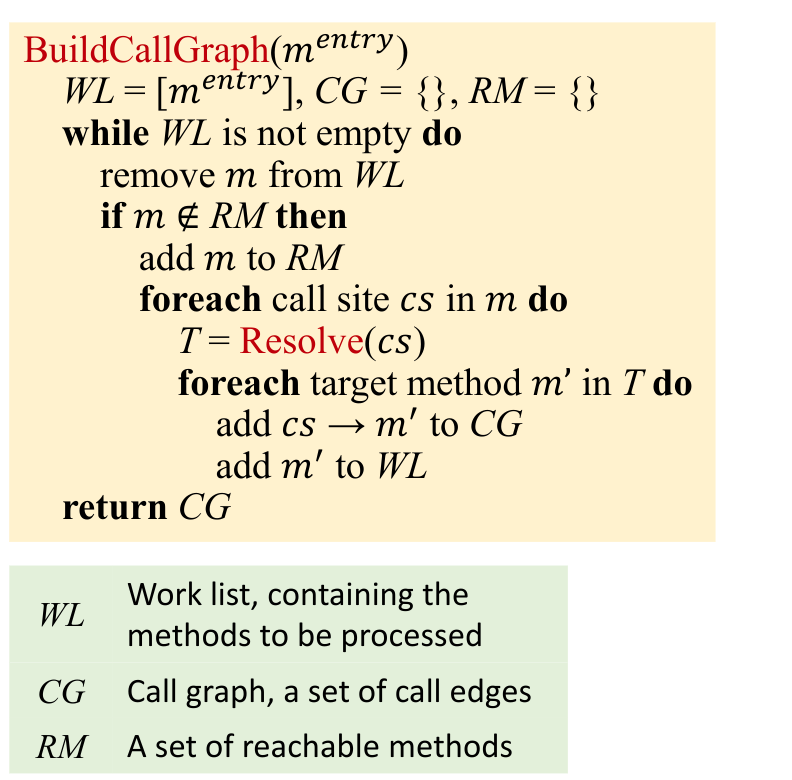 BuildCallGraph(m^entry)
WL = [m^entry], CG = {}, RM = {}
while WL is not empty do
remove m from WL
if m ∉ RM then
add m to RM
foreach call site cs in m do
T = Resolve(cs)
foreach target method m’ in T do
add cs → m′ to CG
add m′ to WL
return CG
WL Work list, containing the
methods to be processed
CG Call graph, a set of call edges
RM A set of reachable methods